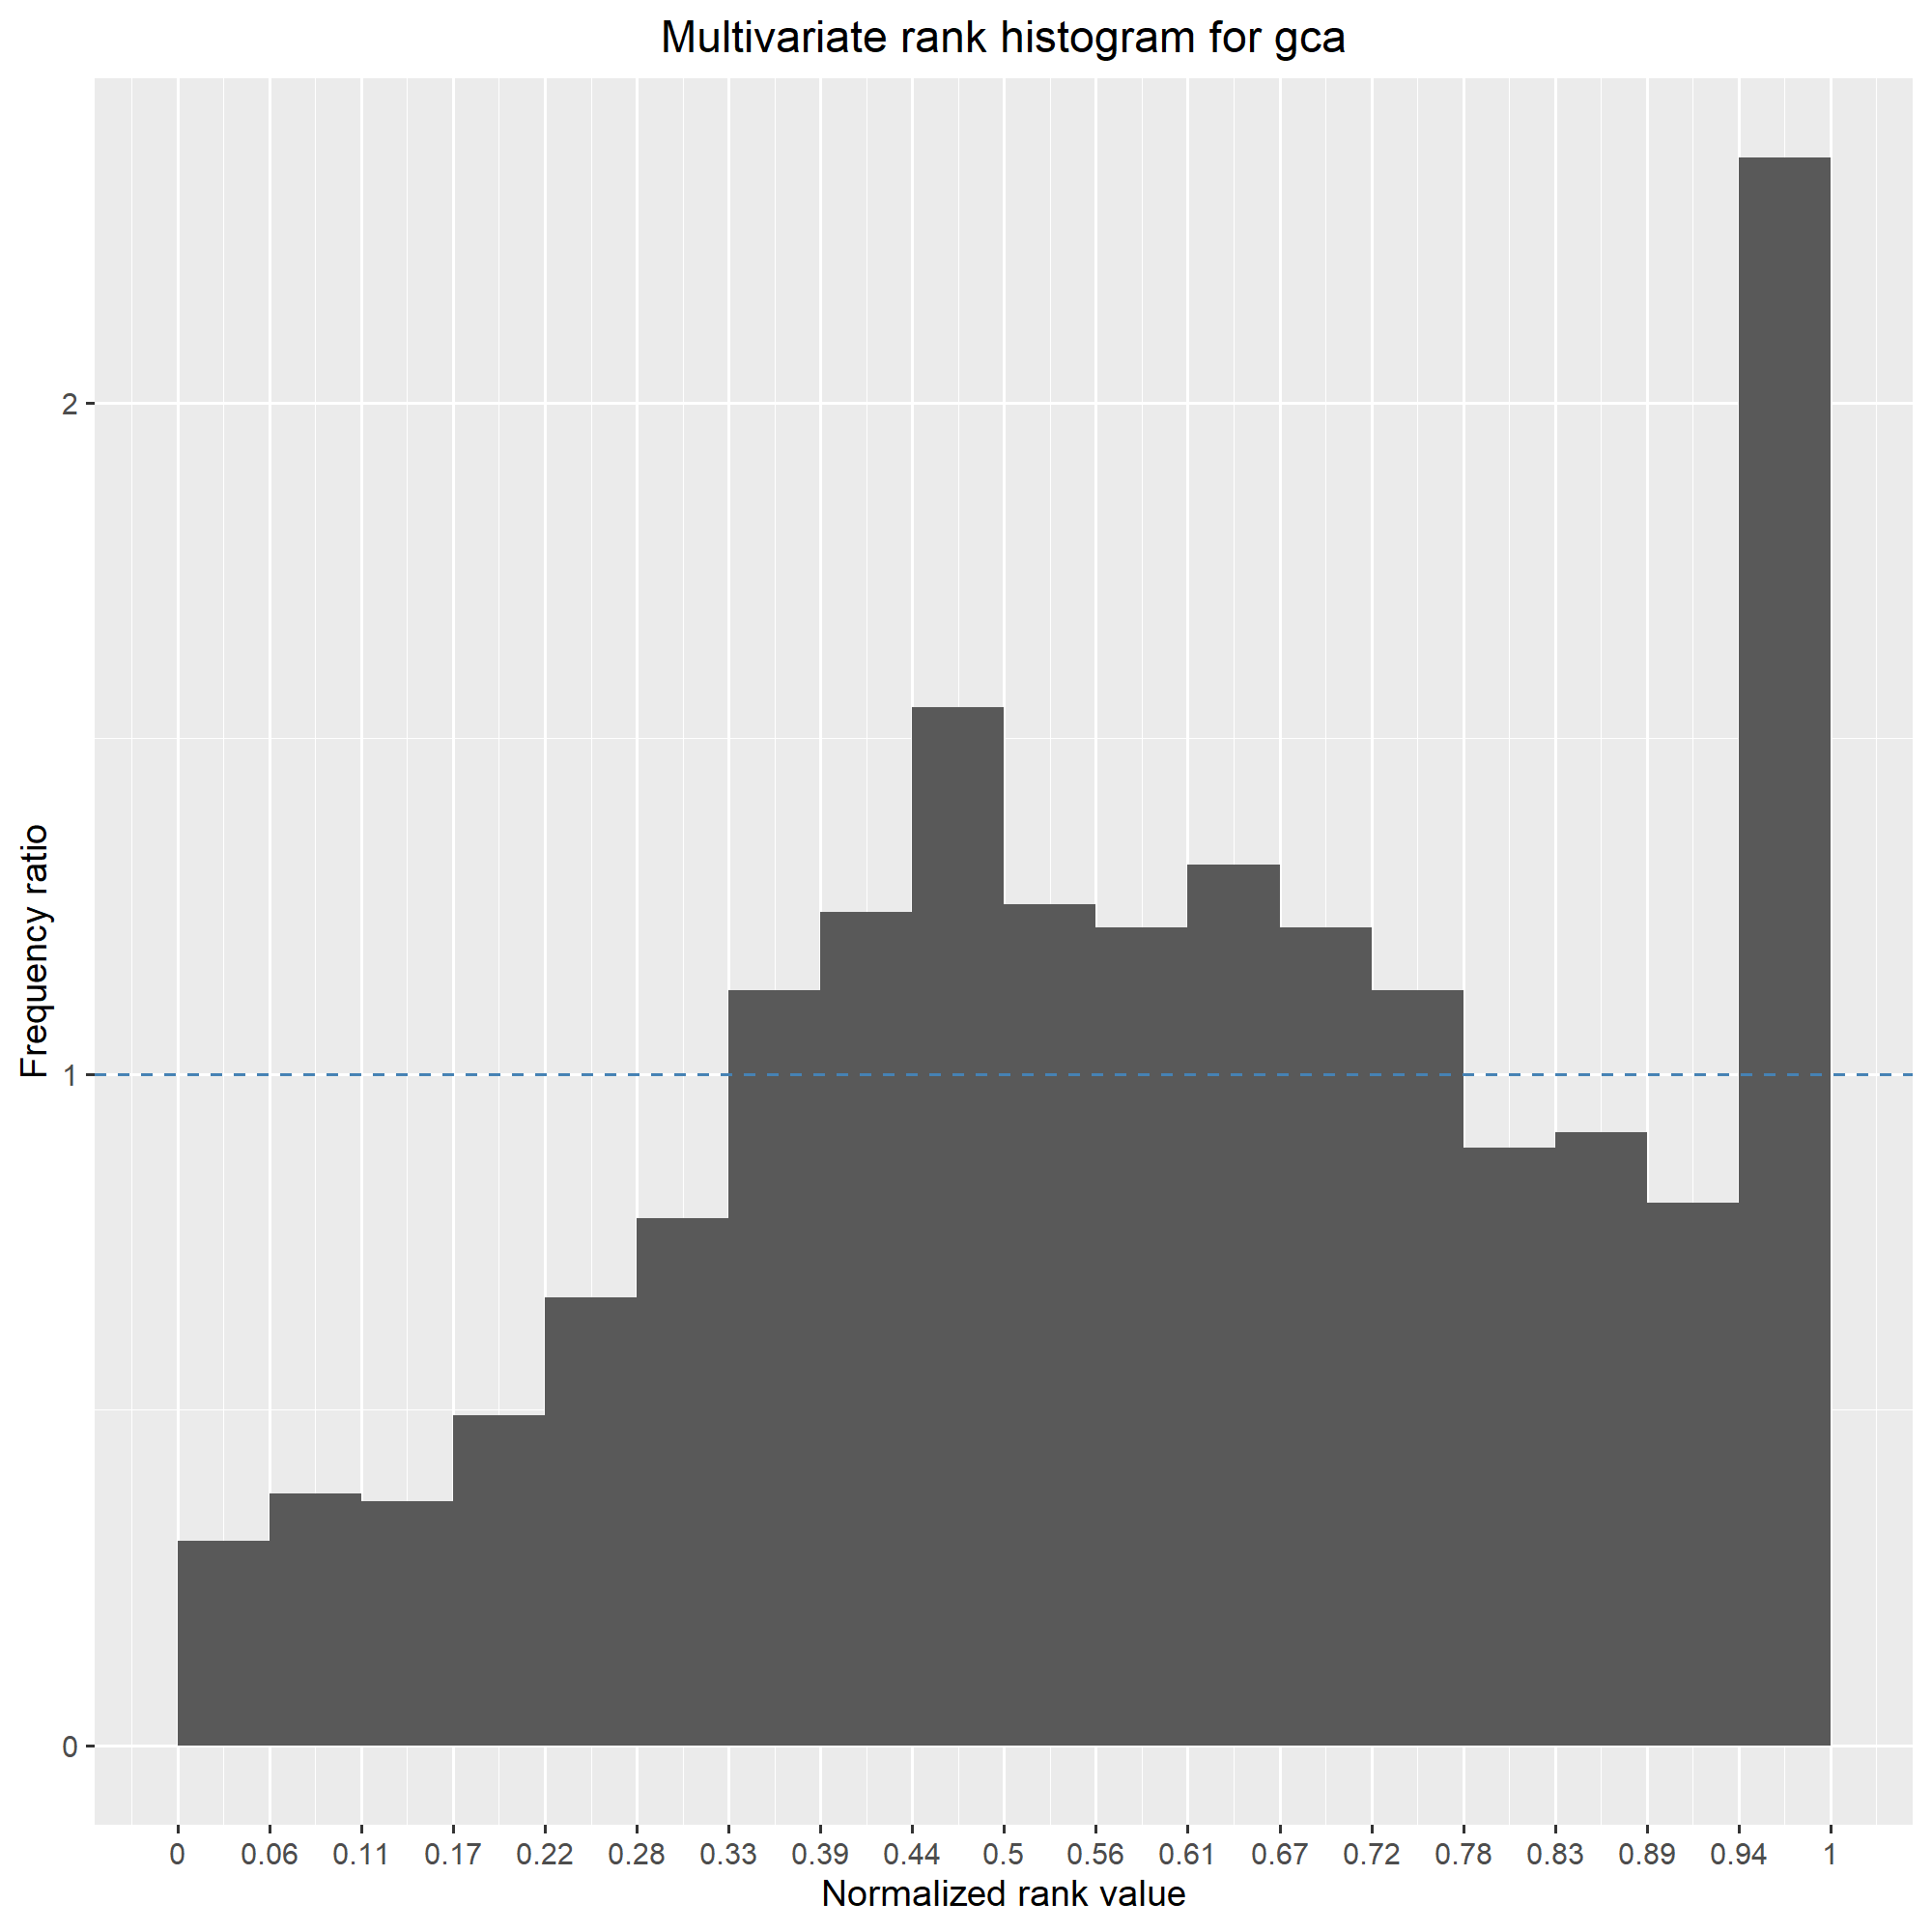 Multivariate rank histogram for gca
Frequency ratio
2
1
0
0 0.06 0.11 0.17 0.22 0.28 0.33 0.39 0.44 0.5 0.56 0.61 0.67 0.72 0.78 0.83 0.89 0.94 1
Normalized rank value